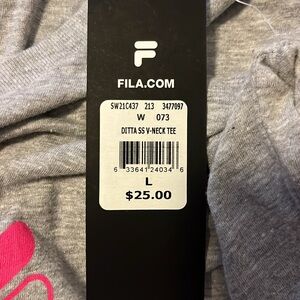 FILA.COM
SW21C437 213 3477097
W 073
DITTA SS V-NECK TEE
6 33641 24034 6
L
$25.00